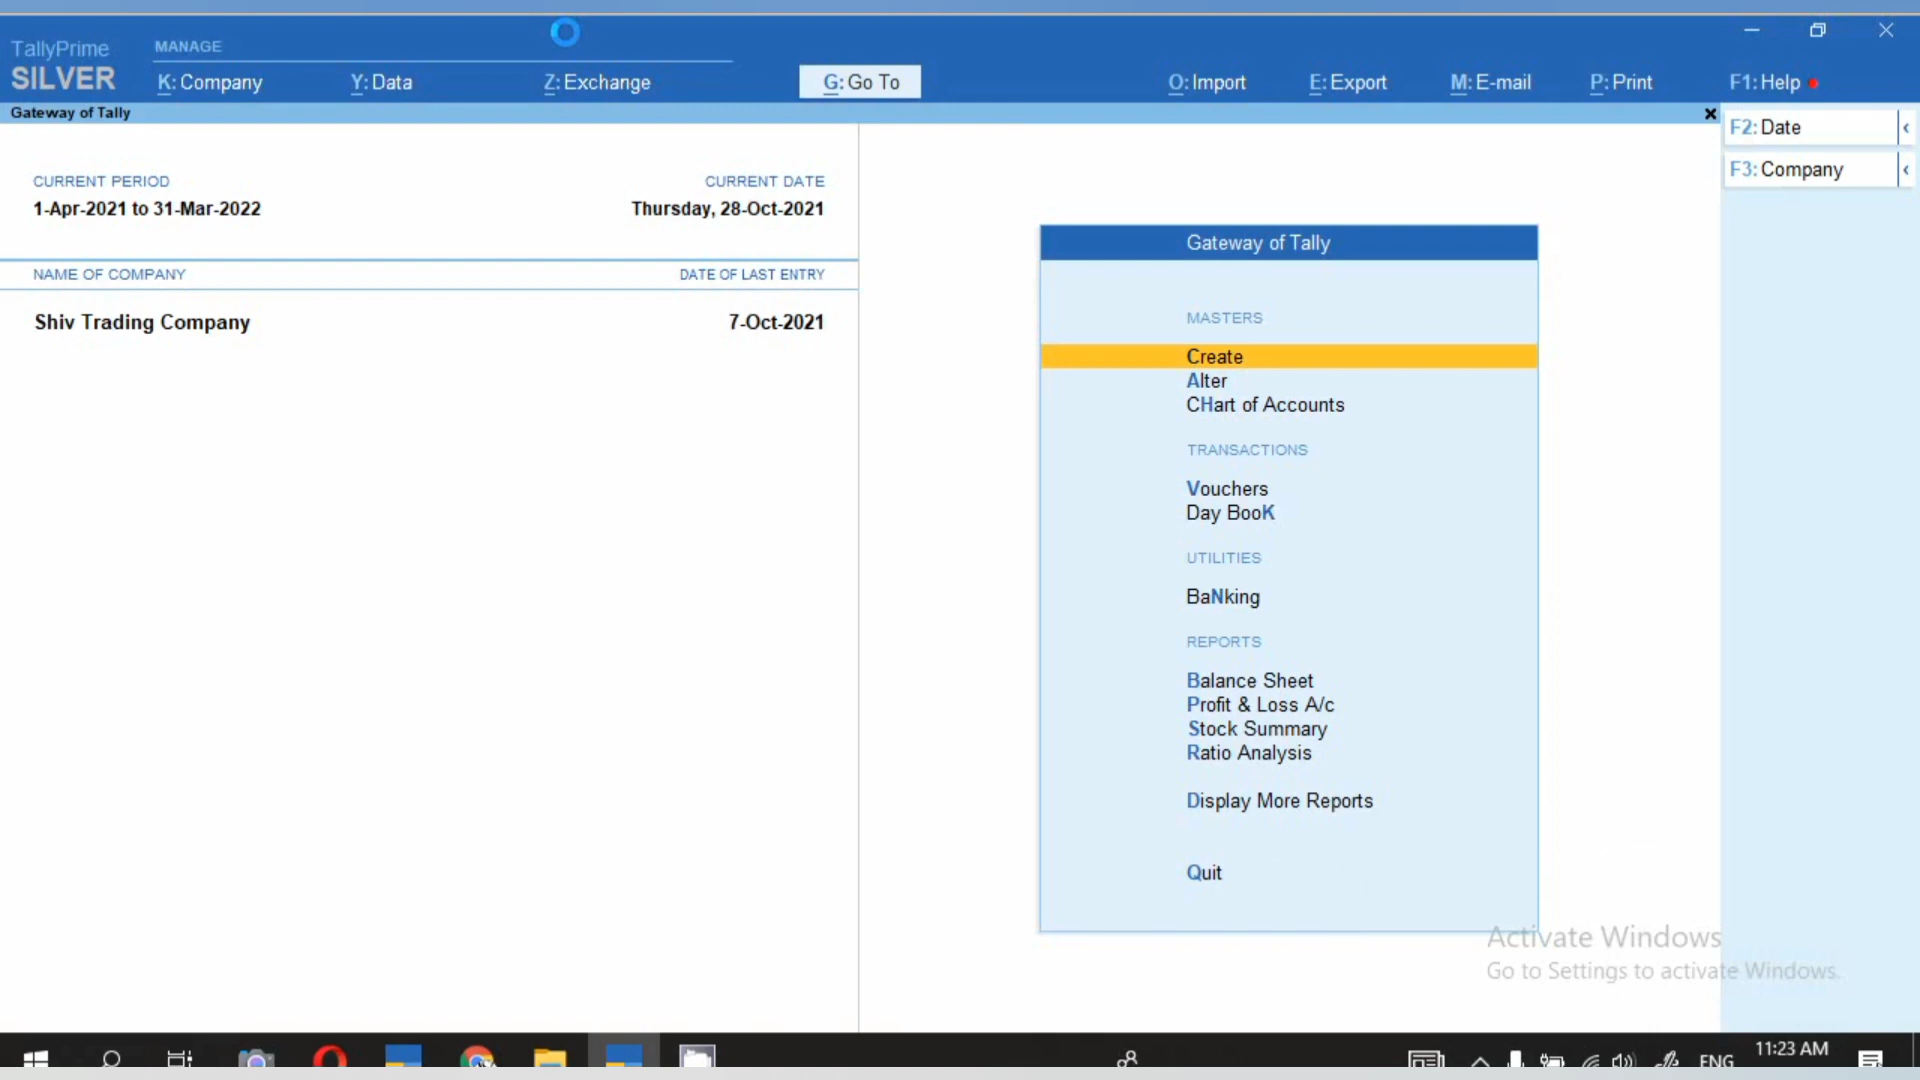 TallyPrime
SILVER
MANAGE
K: Company
Y: Data
Z: Exchange
G: Go To
O: Import
E: Export
M: E-mail
P: Print
F1: Help
Gateway of Tally
F2: Date
F3: Company
CURRENT PERIOD
CURRENT DATE
1-Apr-2021 to 31-Mar-2022
Thursday, 28-Oct-2021
NAME OF COMPANY
DATE OF LAST ENTRY
Shiv Trading Company
7-Oct-2021
Gateway of Tally
MASTERS
Create
Alter
CHart of Accounts
TRANSACTIONS
Vouchers
Day BooK
UTILITIES
BaNking
REPORTS
Balance Sheet
Profit & Loss A/c
Stock Summary
Ratio Analysis
Display More Reports
Quit
Activate Windows
Go to Settings to activate Windows.
ENG
11:23 AM